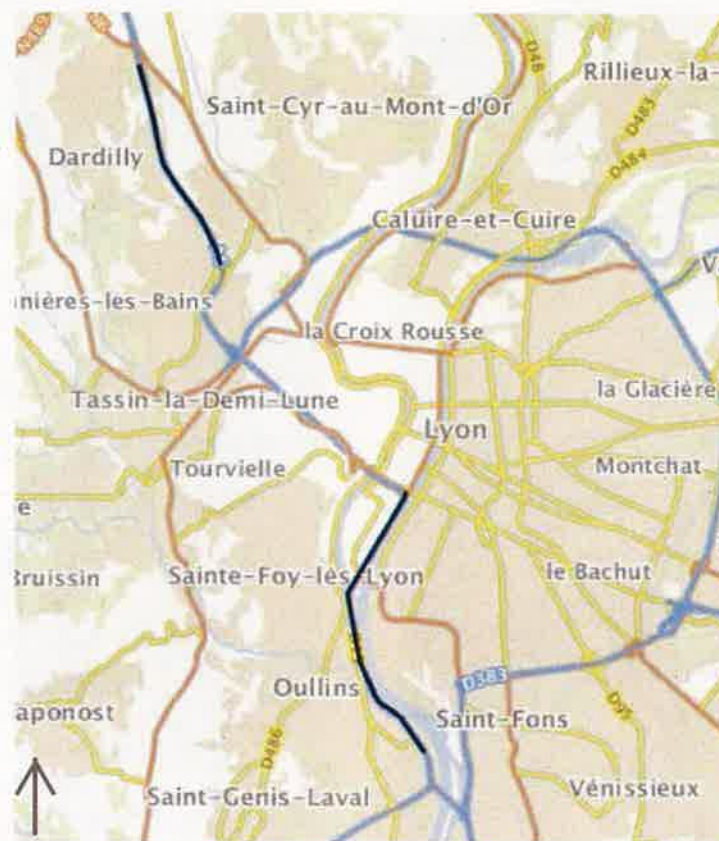 N489
D48
Rillieux-la-
Saint-Cyr-au-Mont-d'Or
D483
Dardilly
Caluire-et-Cuire
V
nières-les-Bains
la Croix Rousse
la Glacière
Tassin-la-Demi-Lune
Lyon
Tourvielle
Montchat
e
Bruissin
Sainte-Foy-lès-Lyon
le Bachut
Oullins
D383
aponost
Saint-Fons
D486
D95
Saint-Genis-Laval
Vénissieux